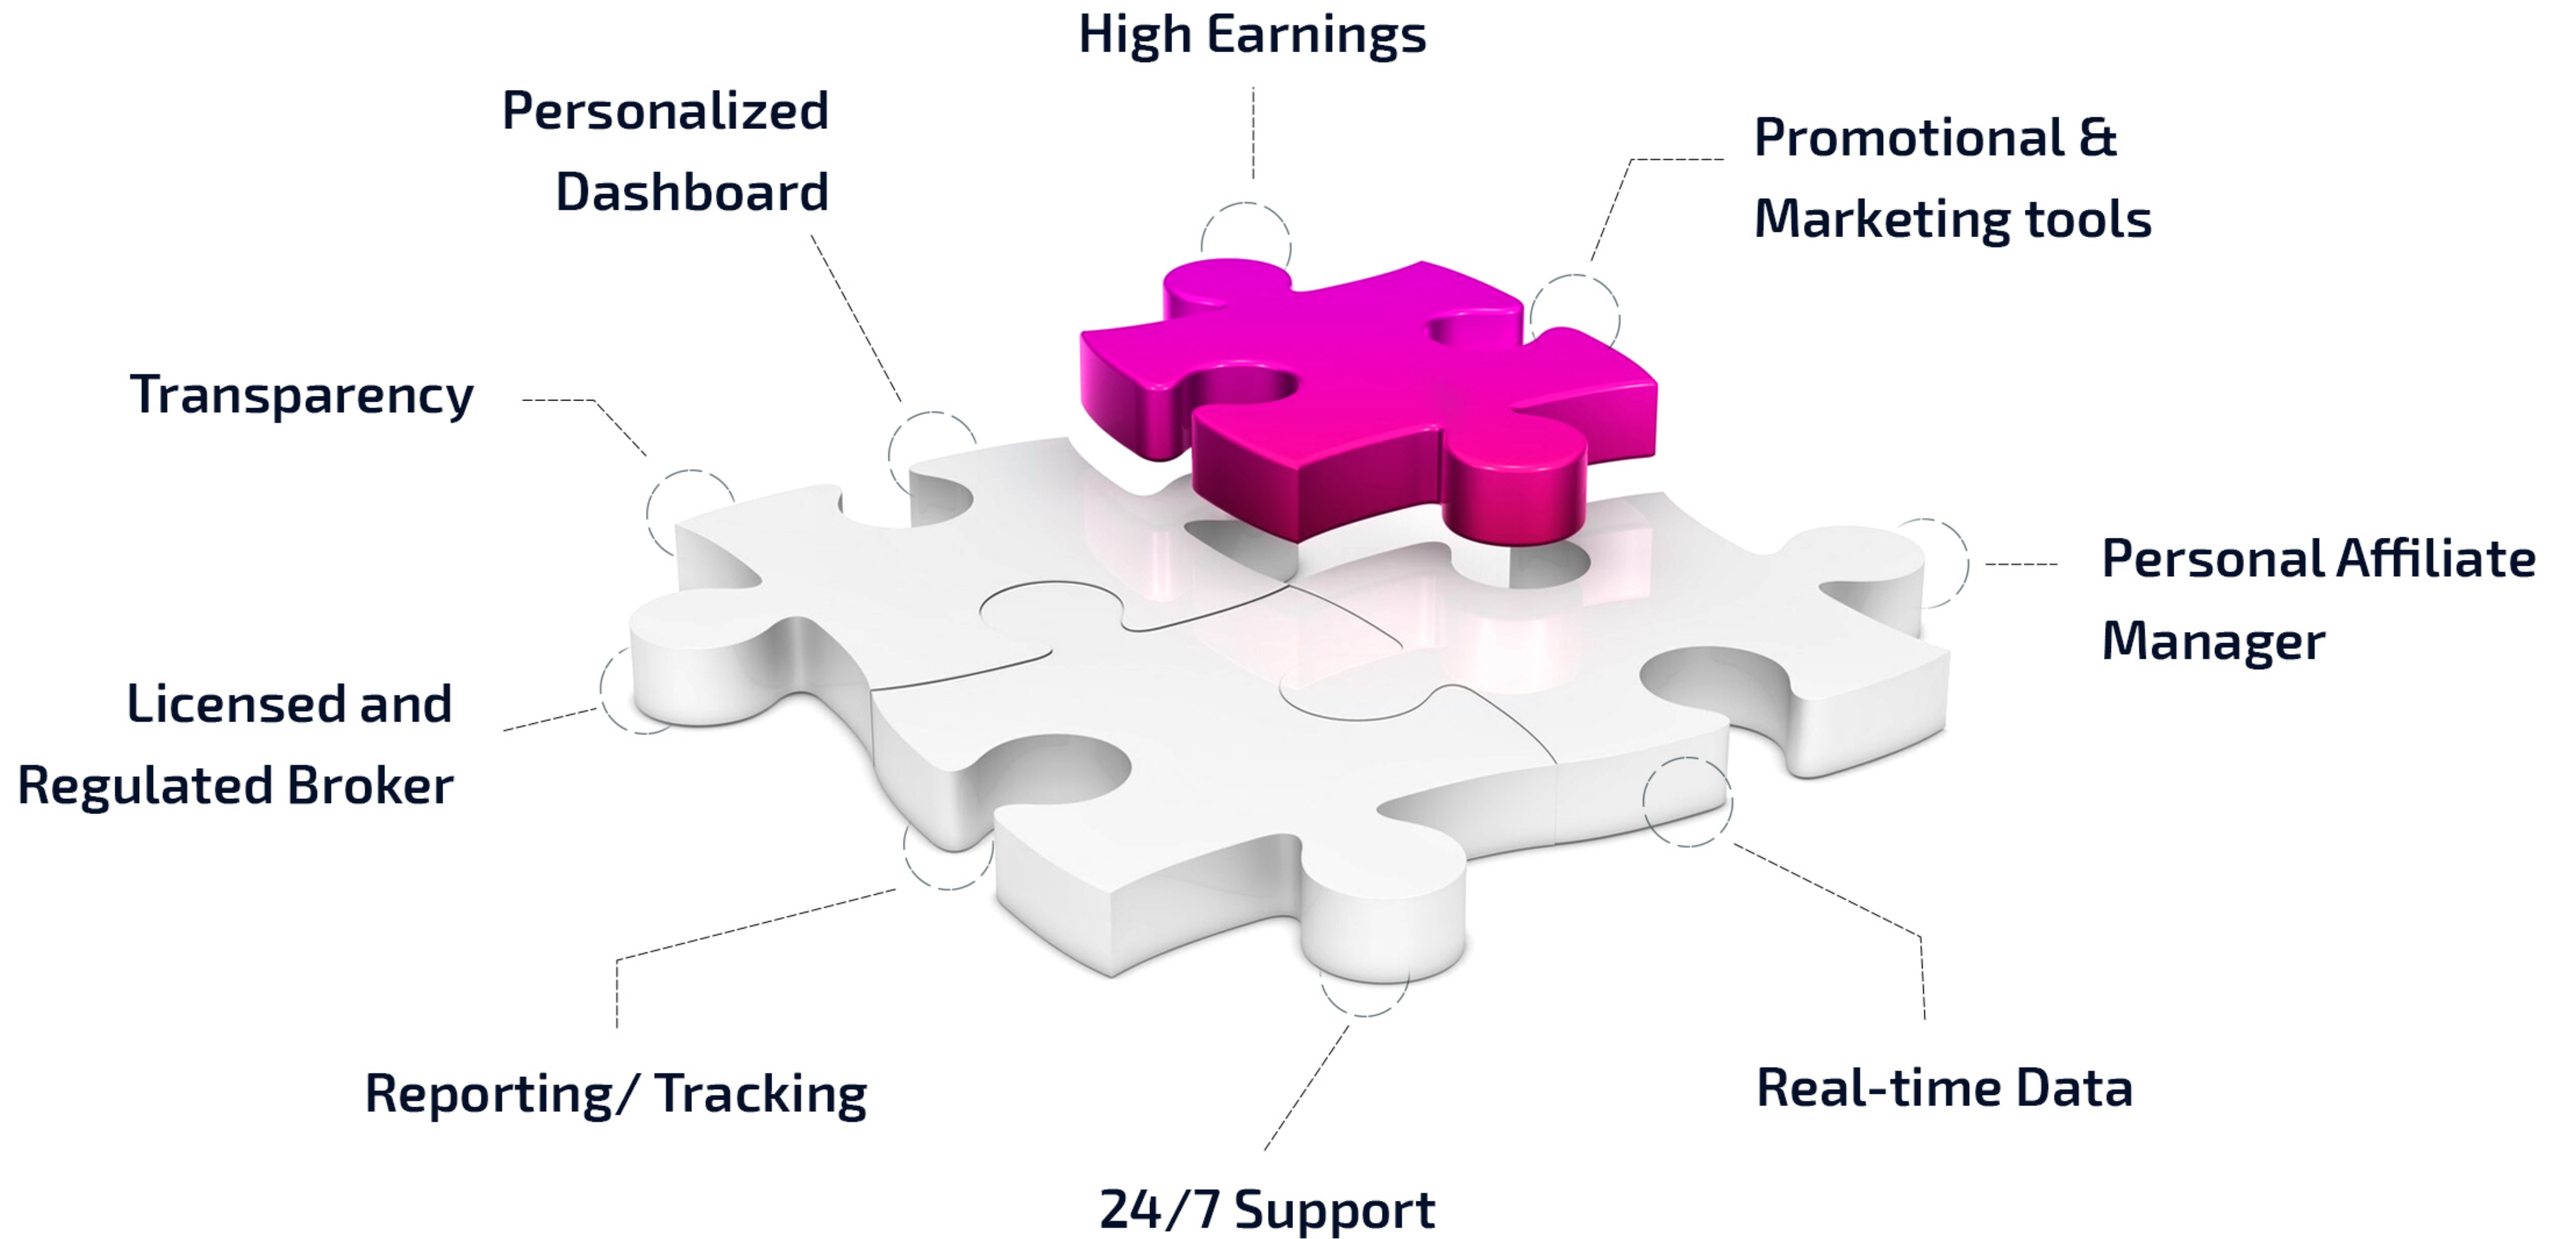 High Earnings
Personalized
Dashboard
Promotional &
Marketing tools
Transparency
Personal Affiliate
Manager
Licensed and
Regulated Broker
Reporting/ Tracking
Real-time Data
24/7 Support